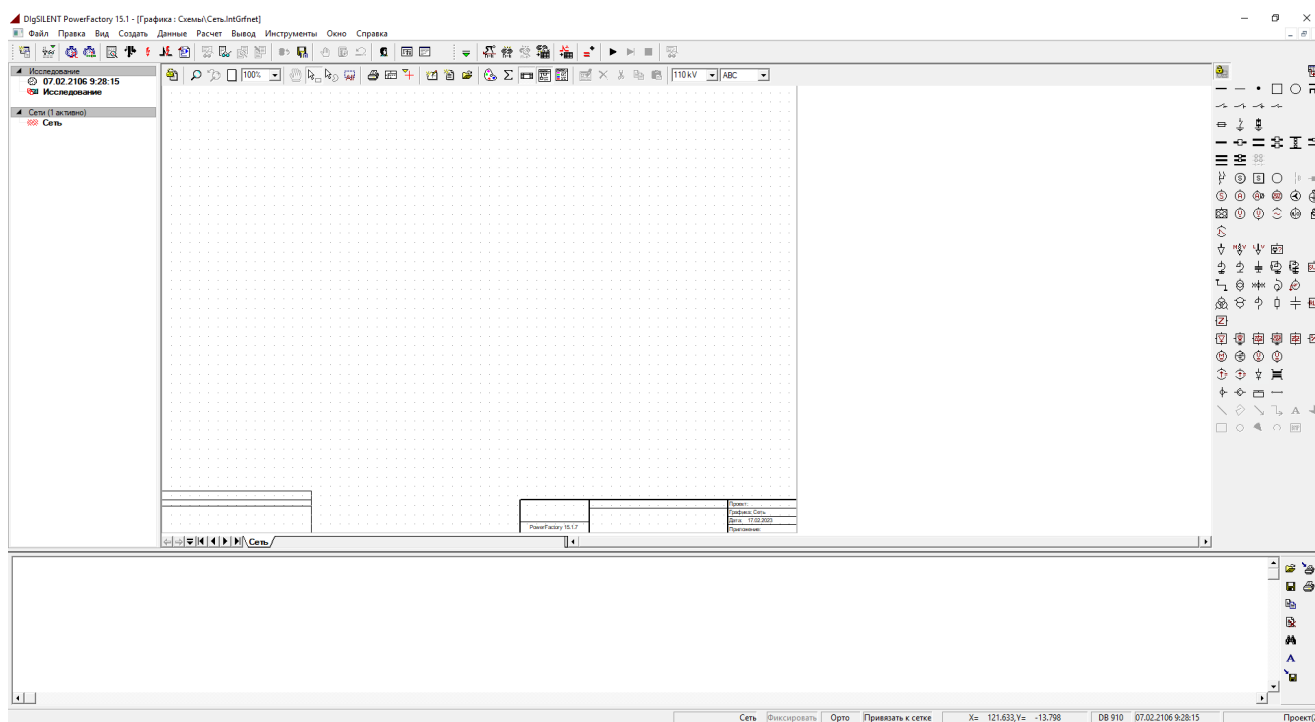 DIgSILENT PowerFactory 15.1 - [Графика : Схемы\Сеть.IntGrfnet]
Файл Правка Вид Создать Данные Расчет Вывод Инструменты Окно Справка
Исследование
07.02.2106 9:28:15
Исследование
Сети (1 активно)
Сеть
100%
110 kV
ABC
PowerFactory 15.1.7
Проект:
Графика: Сеть
Дата: 17.02.2023
Приложение:
Сеть
Сеть Фиксировать Орто Привязать к сетке X= 121.633,Y= -13.798 DB 910 07.02.2106 9:28:15